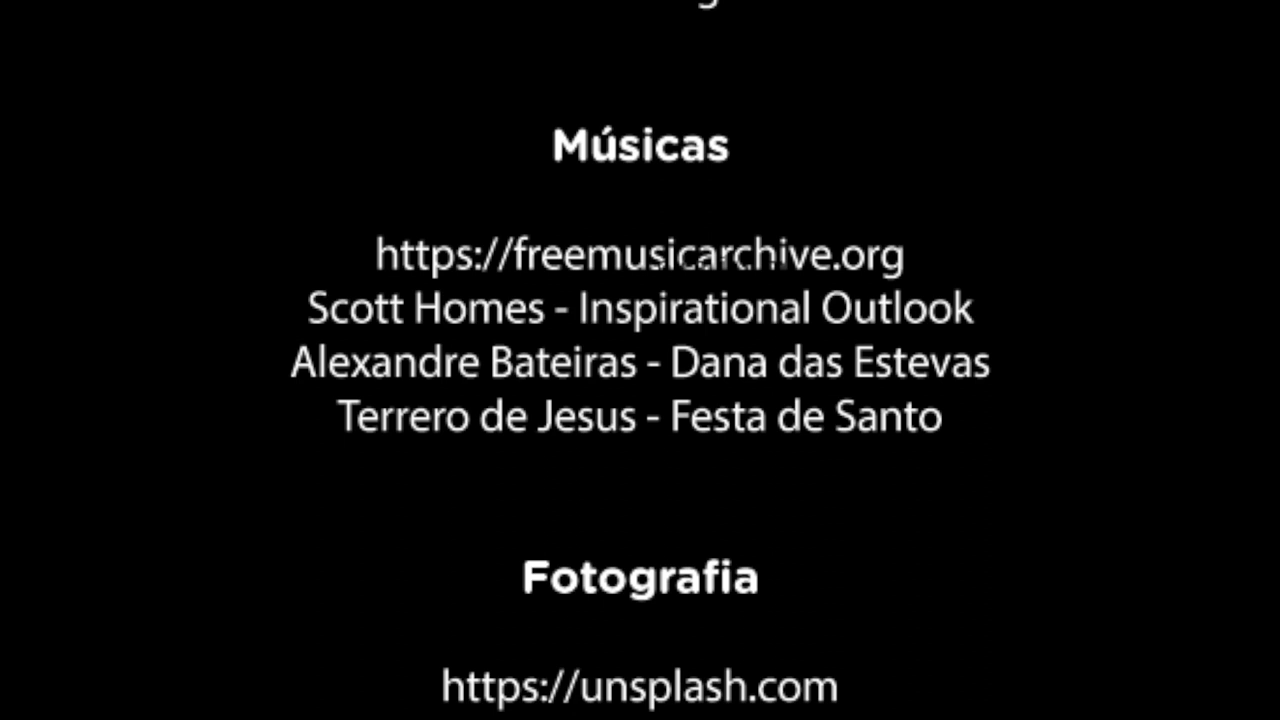 Músicas
https://freemusicarchive.org
Scott Homes - Inspirational Outlook
Alexandre Bateiras - Dana das Estevas
Terrero de Jesus - Festa de Santo
Fotografia
https://unsplash.com